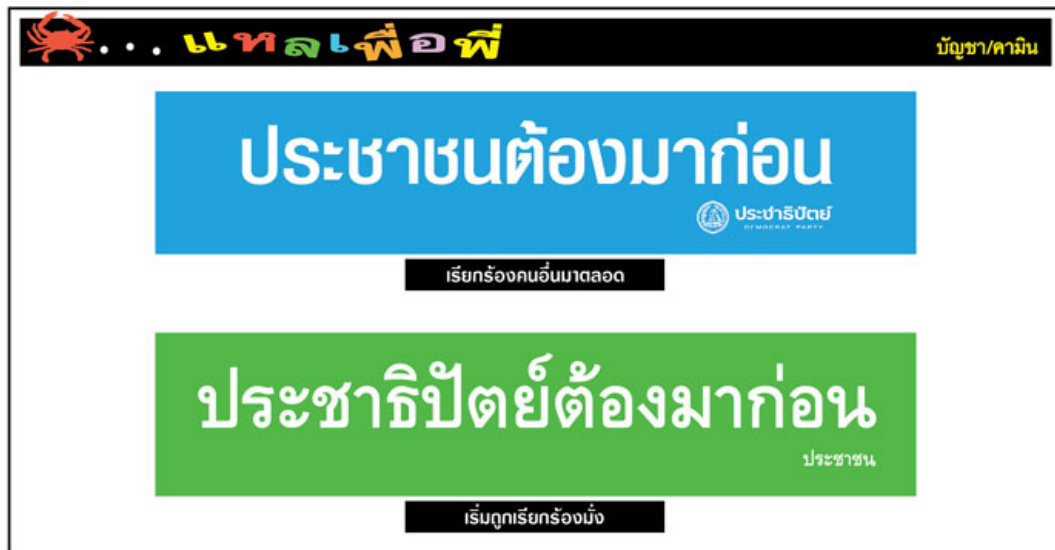 ... แหลเพื่อพี่
บัญชา/คามิน
ประชาชนต้องมาก่อน
ประชาธิปัตย์
DEMOCRAT PARTY
เรียกร้องคนอื่นมาตลอด
ประชาธิปัตย์ต้องมาก่อน
ประชาชน
เริ่มถูกเรียกร้องมั่ง